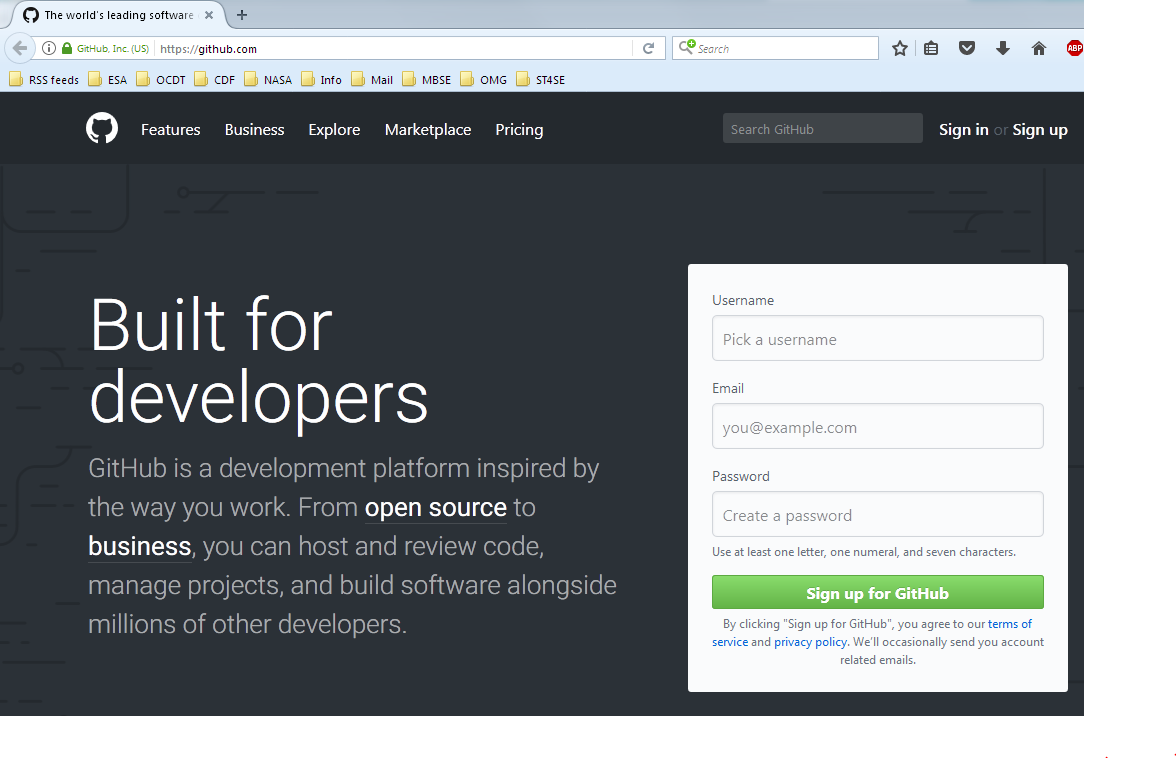 The world's leading software
GitHub, Inc. (US) https://github.com Search ABP
RSS feeds ESA OCDT CDF NASA Info Mail MBSE OMG ST4SE
Features Business Explore Marketplace Pricing Search GitHub Sign in or Sign up
Built for
developers
GitHub is a development platform inspired by
the way you work. From open source to
business, you can host and review code,
manage projects, and build software alongside
millions of other developers.
Username
Pick a username
Email
you@example.com
Password
Create a password
Use at least one letter, one numeral, and seven characters.
Sign up for GitHub
By clicking "Sign up for GitHub", you agree to our terms of
service and privacy policy. We'll occasionally send you account
related emails.